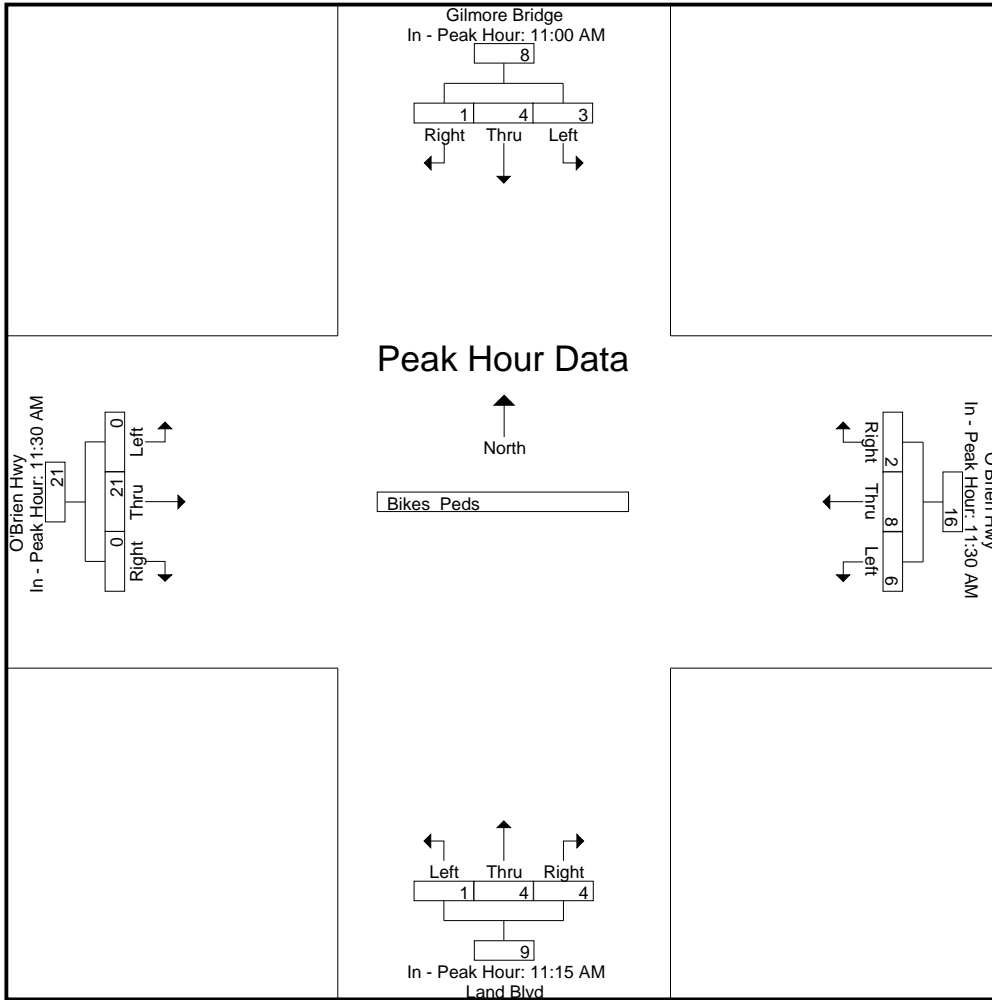 Gilmore Bridge
In - Peak Hour: 11:00 AM
8
1 4 3
Right Thru Left
Peak Hour Data
North
Bikes Peds
O'Brien Hwy
In - Peak Hour: 11:30 AM
21
0 21 0
Left Thru Right
O'Brien Hwy
In - Peak Hour: 11:30 AM
16
2 8 6
Right Thru Left
Left Thru Right
1 4 4
9
In - Peak Hour: 11:15 AM
Land Blvd